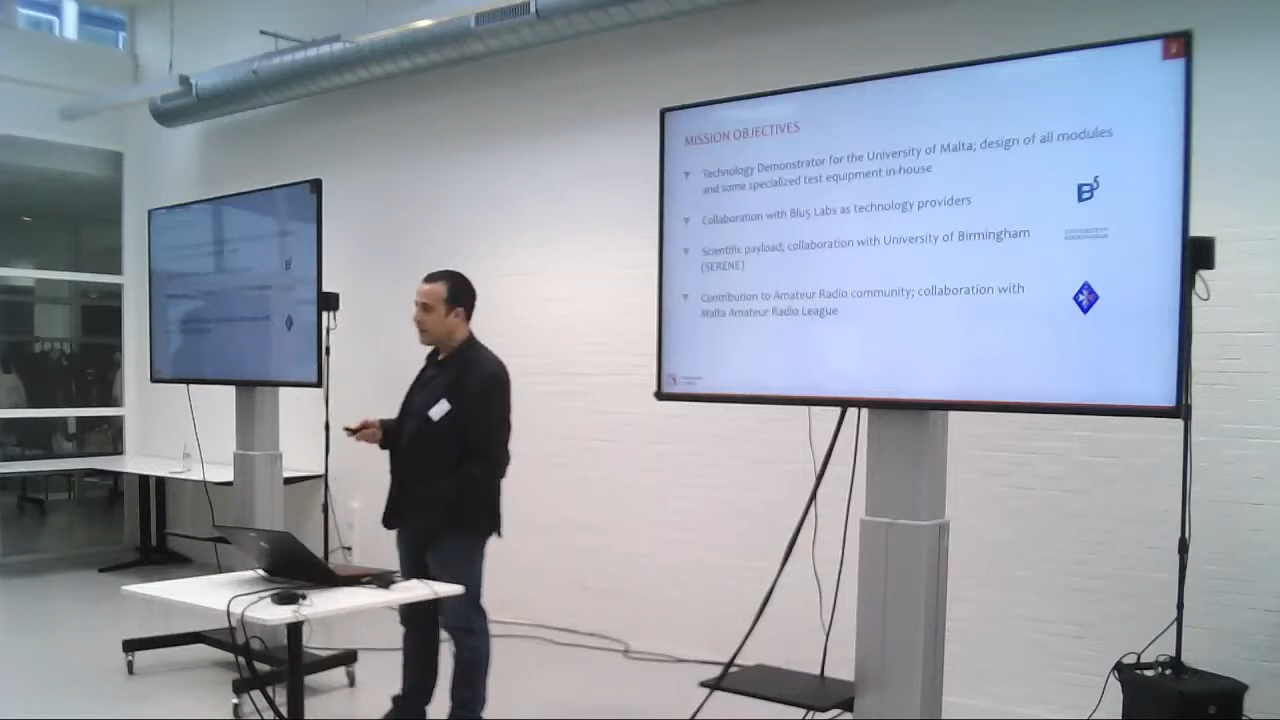 MISSION OBJECTIVES
Technology Demonstrator for the University of Malta; design of all modules
and some specialized test equipment in-house
Collaboration with Blu5 Labs as technology providers
B5
Scientific payload; collaboration with University of Birmingham
(SERENE)
Contribution to Amateur Radio community; collaboration with
Malta Amateur Radio League